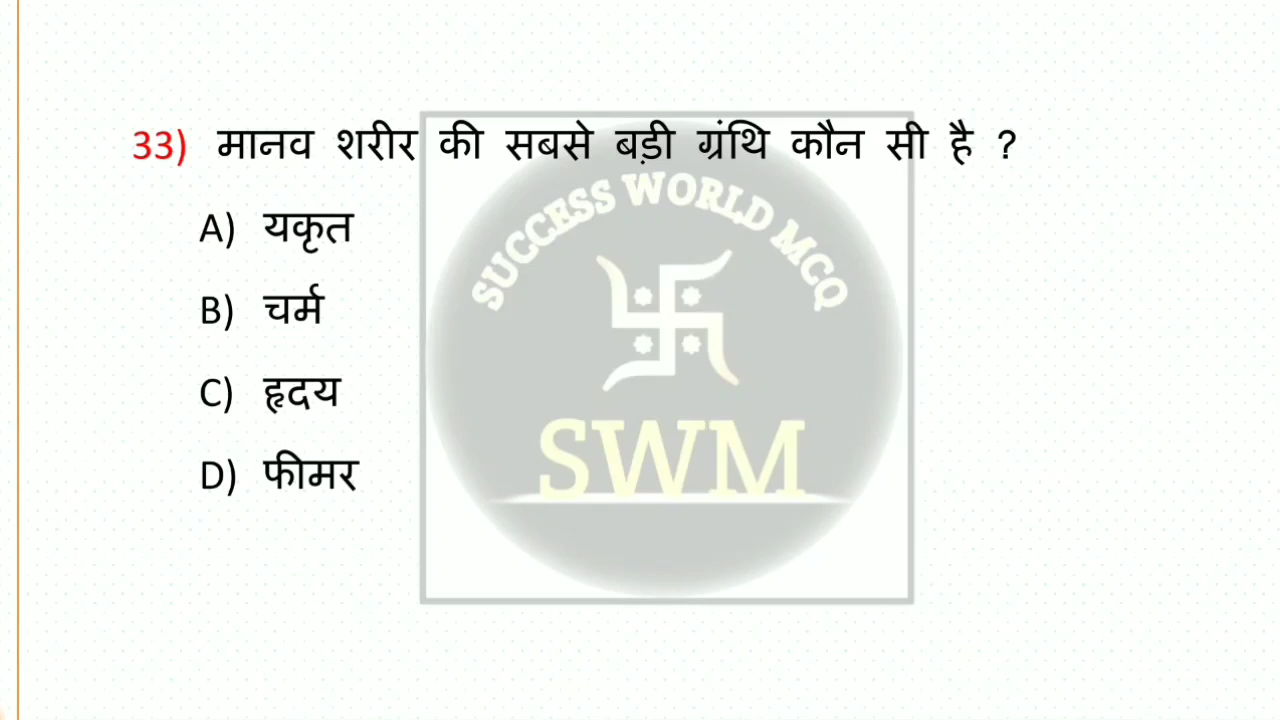 33) मानव शरीर की सबसे बड़ी ग्रंथि कौन सी है ?
SUCCESS WORLD MCQ
A) यकृत
B) चर्म
C) हृदय
D) फीमर
SWM